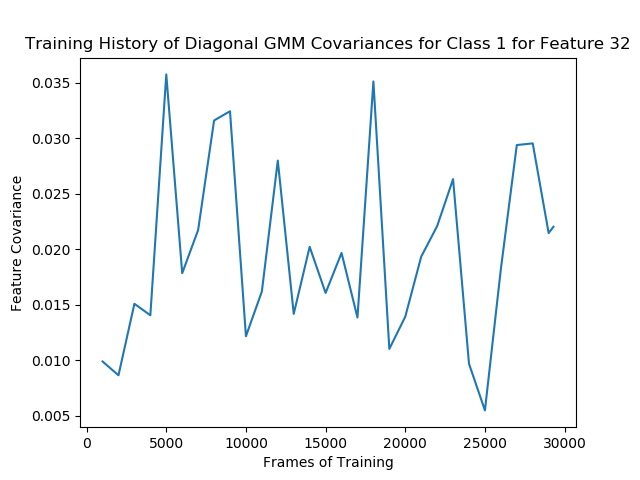 Training History of Diagonal GMM Covariances for Class 1 for Feature 32
0.035
0.030
0.025
0.020
0.015
0.010
0.005
Feature Covariance
0 5000 10000 15000 20000 25000 30000
Frames of Training